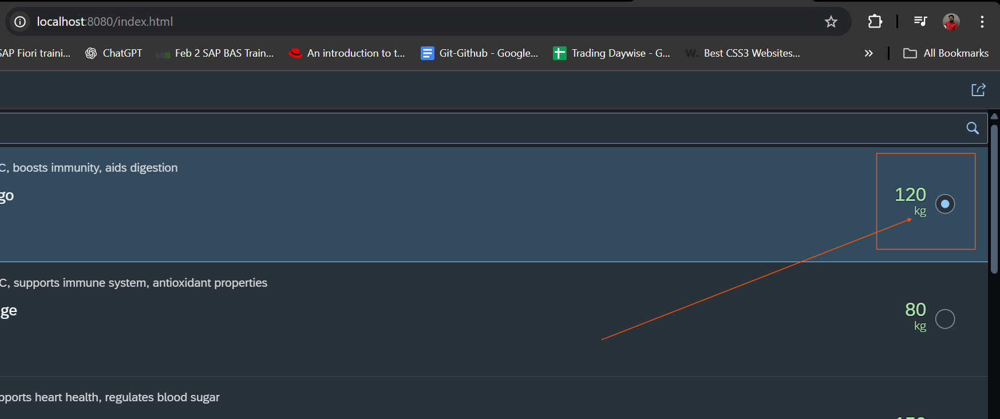 localhost:8080/index.html
SAP Fiori traini... ChatGPT Feb 2 SAP BAS Train... An introduction to t... Git-Github - Google... Trading Daywise - G... W. Best CSS3 Websites... » All Bookmarks
C, boosts immunity, aids digestion
go
120
kg
C, supports immune system, antioxidant properties
ge
80
kg
pports heart health, regulates blood sugar